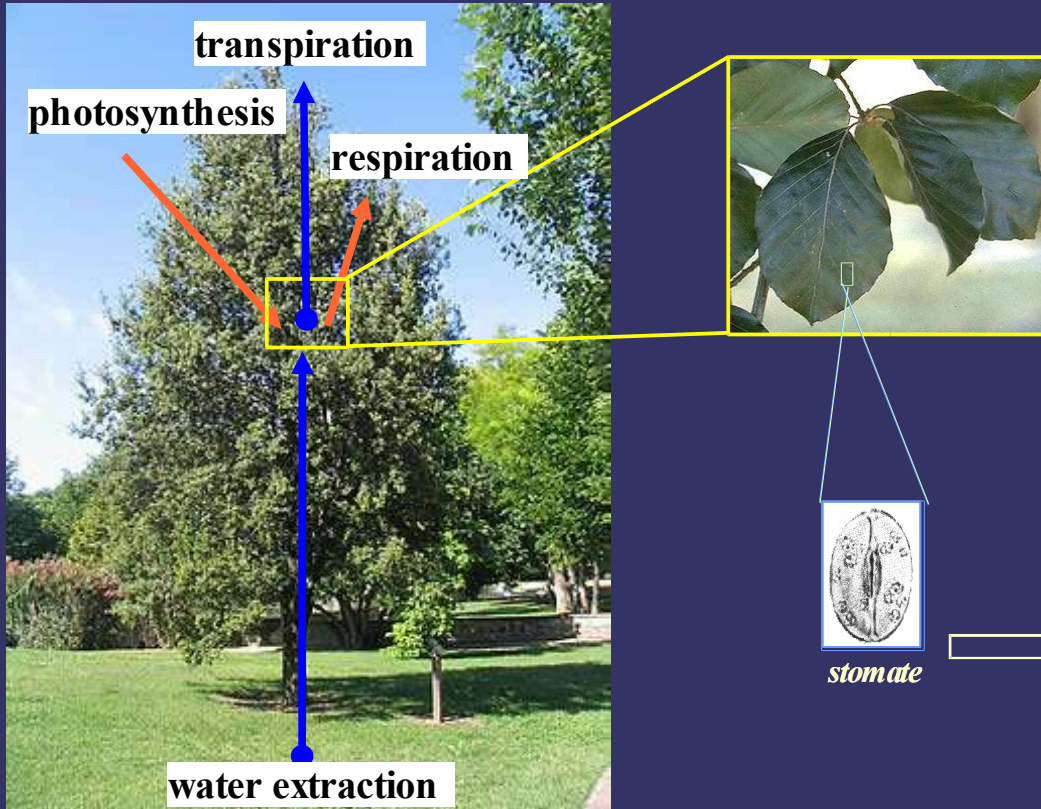 transpiration
photosynthesis
respiration
stomate
water extraction